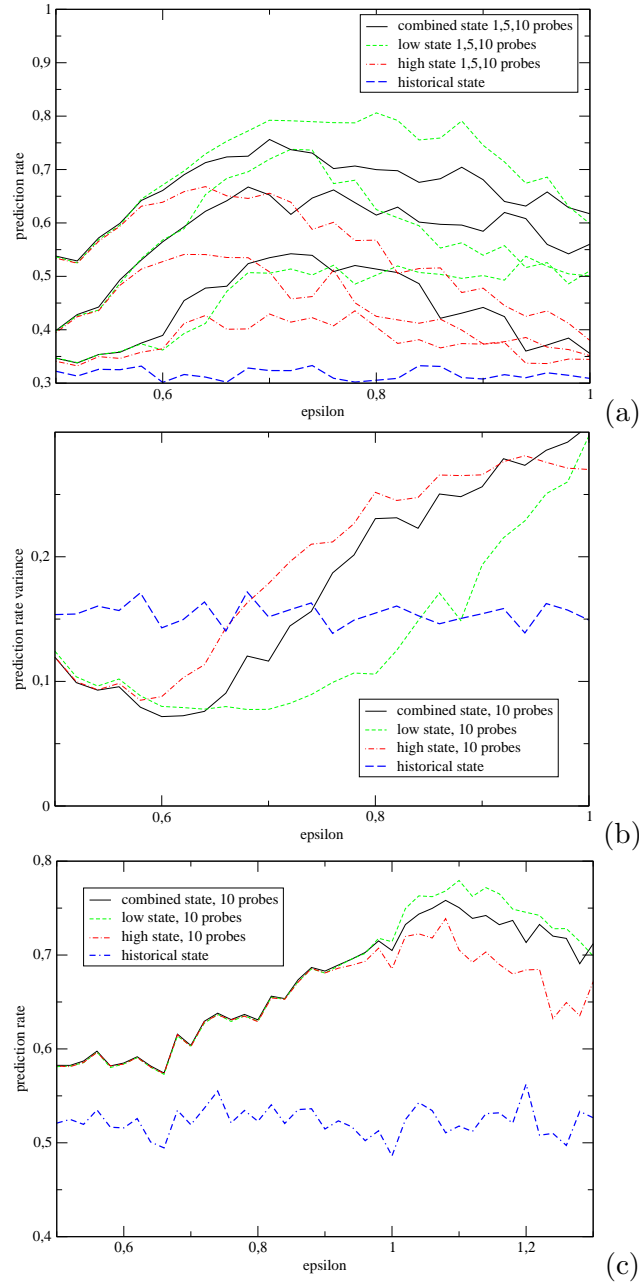 1
0,9
0,8
0,7
0,6
0,5
0,4
0,3
prediction rate
combined state 1,5,10 probes
low state 1,5,10 probes
high state 1,5,10 probes
historical state
0,6
0,8
1
epsilon
(a)
0,2
0,1
0
prediction rate variance
combined state, 10 probes
low state, 10 probes
high state, 10 probes
historical state
0,6
0,8
1
epsilon
(b)
0,8
0,7
0,6
0,5
0,4
prediction rate
combined state, 10 probes
low state, 10 probes
high state, 10 probes
historical state
0,6
0,8
1
1,2
epsilon
(c)